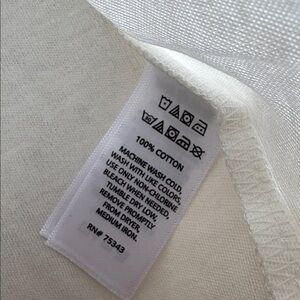 100% COTTON
MACHINE WASH COLD,
WASH WITH LIKE COLORS,
USE ONLY NON-CHLORINE
BLEACH WHEN NEEDED,
TUMBLE DRY LOW,
REMOVE PROMPTLY
FROM DRYER,
MEDIUM IRON.
RN# 75343